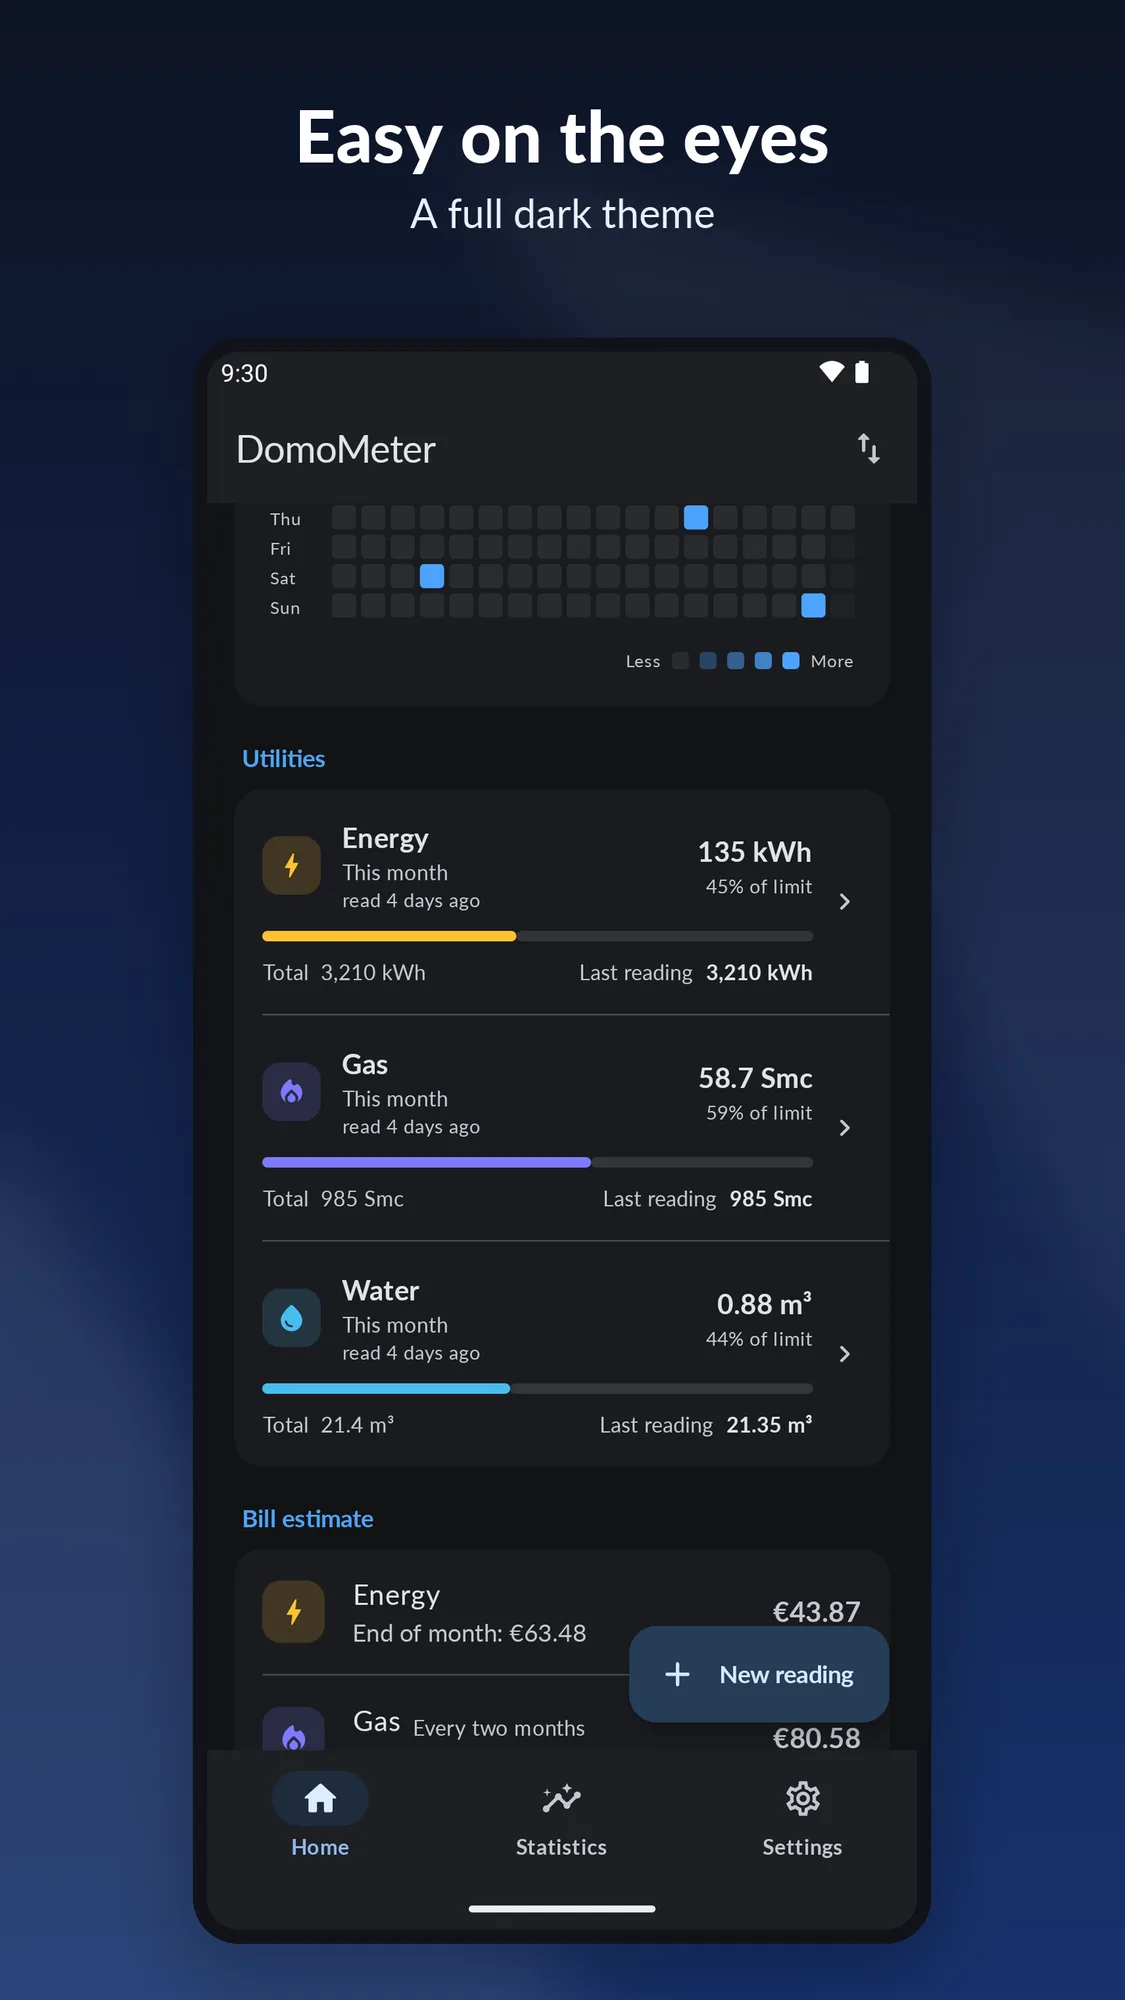 Easy on the eyes
A full dark theme
9:30
DomoMeter
Thu
Fri
Sat
Sun
Less More
Utilities
Energy
This month
read 4 days ago
135 kWh
45% of limit
Total 3,210 kWh Last reading 3,210 kWh
Gas
This month
read 4 days ago
58.7 Smc
59% of limit
Total 985 Smc Last reading 985 Smc
Water
This month
read 4 days ago
0.88 m³
44% of limit
Total 21.4 m³ Last reading 21.35 m³
Bill estimate
Energy
End of month: €63.48
€43.87
New reading
Gas Every two months
€80.58
Home Statistics Settings